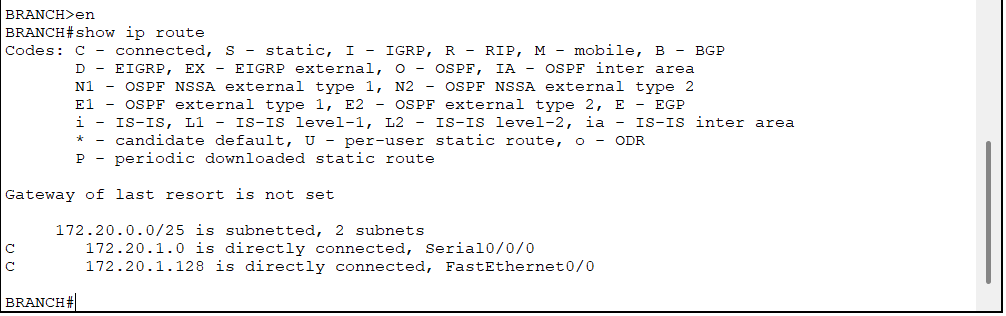 BRANCH>en
BRANCH#show ip route
Codes: C - connected, S - static, I - IGRP, R - RIP, M - mobile, B - BGP
       D - EIGRP, EX - EIGRP external, O - OSPF, IA - OSPF inter area
       N1 - OSPF NSSA external type 1, N2 - OSPF NSSA external type 2
       E1 - OSPF external type 1, E2 - OSPF external type 2, E - EGP
       i - IS-IS, L1 - IS-IS level-1, L2 - IS-IS level-2, ia - IS-IS inter area
       * - candidate default, U - per-user static route, o - ODR
       P - periodic downloaded static route
Gateway of last resort is not set
     172.20.0.0/25 is subnetted, 2 subnets
C       172.20.1.0 is directly connected, Serial0/0/0
C       172.20.1.128 is directly connected, FastEthernet0/0
BRANCH#